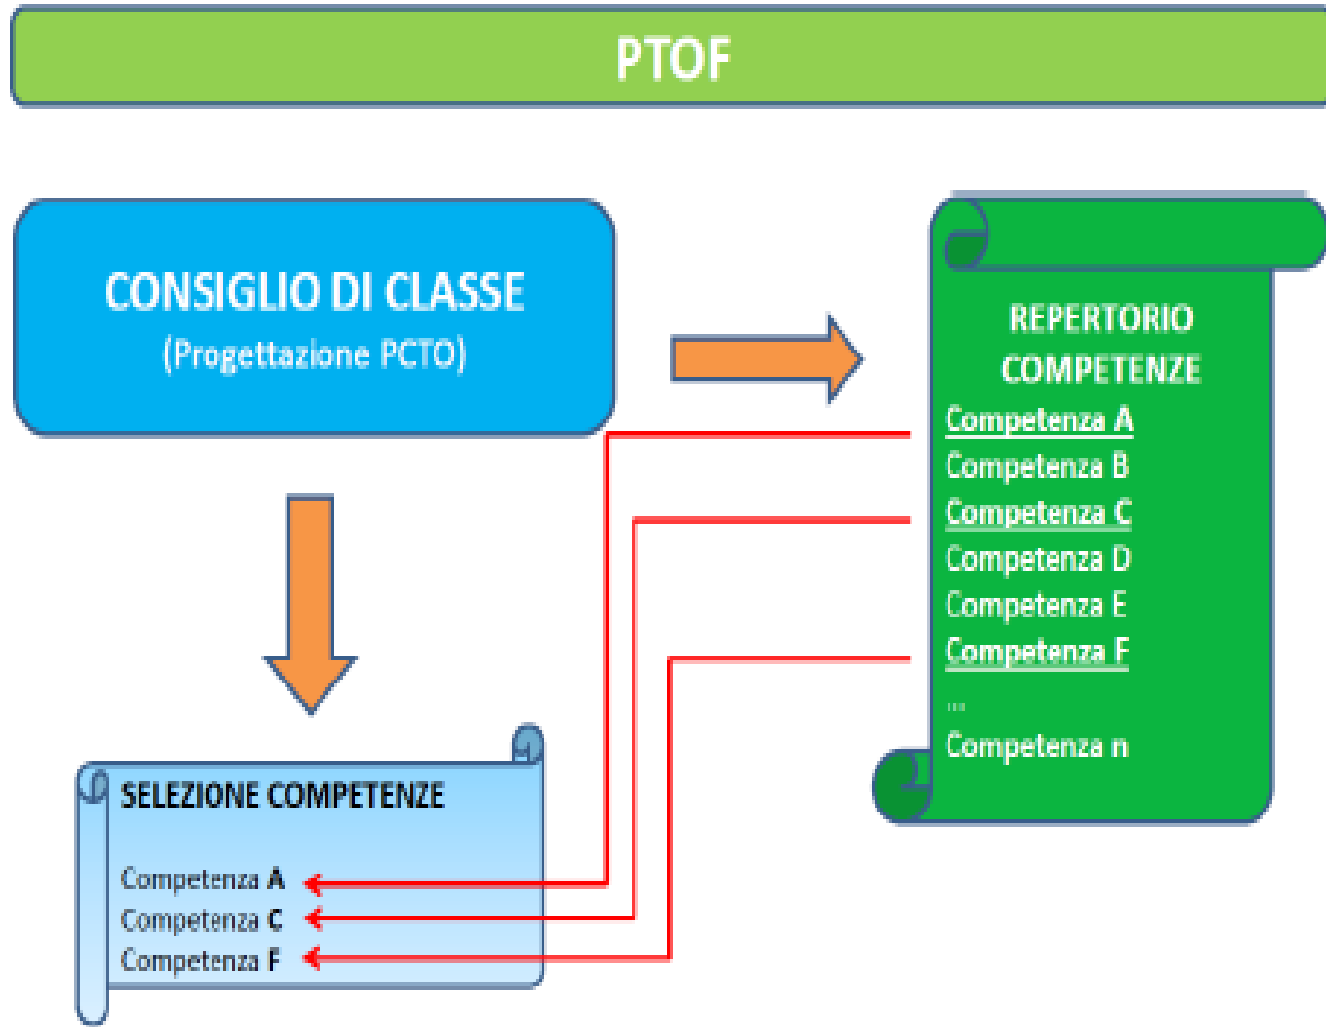 PTOF
CONSIGLIO DI CLASSE
(Progettazione PCTO)
REPERTORIO
COMPETENZE
Competenza A
Competenza B
Competenza C
Competenza D
Competenza E
Competenza F
...
Competenza n
SELEZIONE COMPETENZE
Competenza A
Competenza C
Competenza F